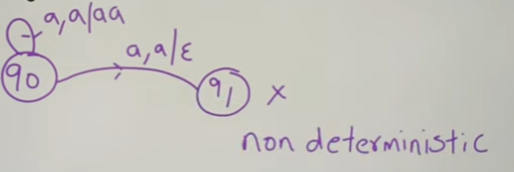 a,a/aa
a,a/ε
q0
q1 x
non deterministic